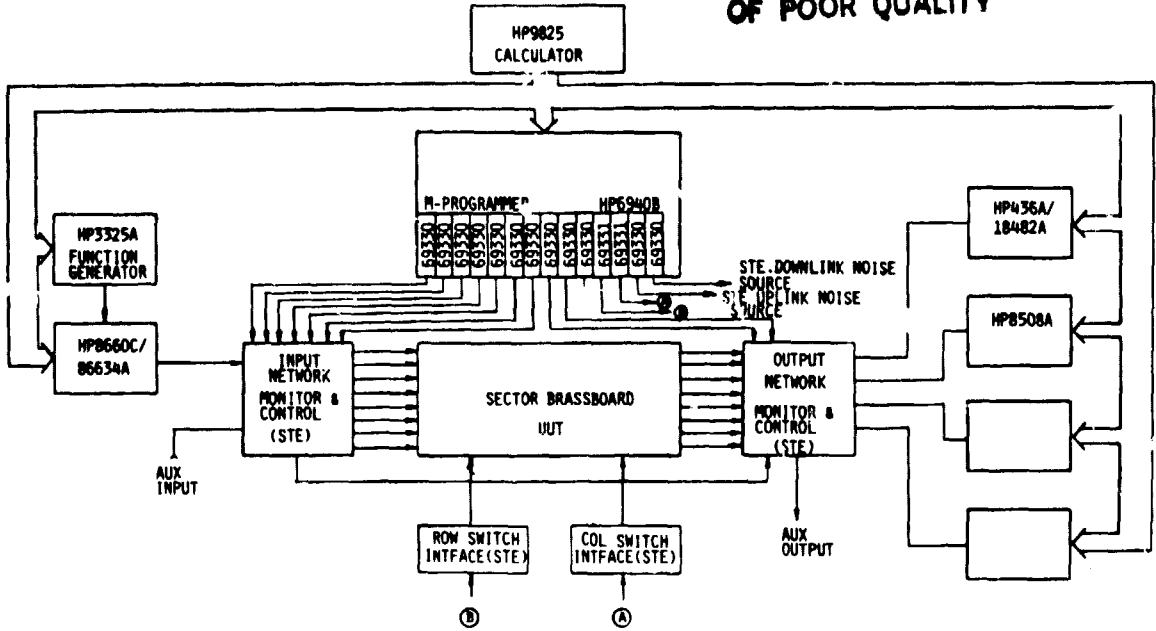 OF POOR QUALITY
HP9825
CALCULATOR
M-PROGRAMMER HP6940B
69330
69330
69330
69330
69330
69330
69330
69330
69330
69330
69331
69331
69330
69330
HP3325A
FUNCTION
GENERATOR
HP8660C/
86634A
STE.DOWNLINK NOISE
SOURCE
STE UPLINK NOISE
SOURCE
HP436A/
18482A
HP8508A
INPUT
NETWORK
MONITOR &
CONTROL
(STE)
SECTOR BRASSBOARD
UUT
OUTPUT
NETWORK
MONITOR &
CONTROL
(STE)
AUX
INPUT
ROW SWITCH
INTFACE(STE)
COL SWITCH
INTFACE(STE)
AUX
OUTPUT
B
A